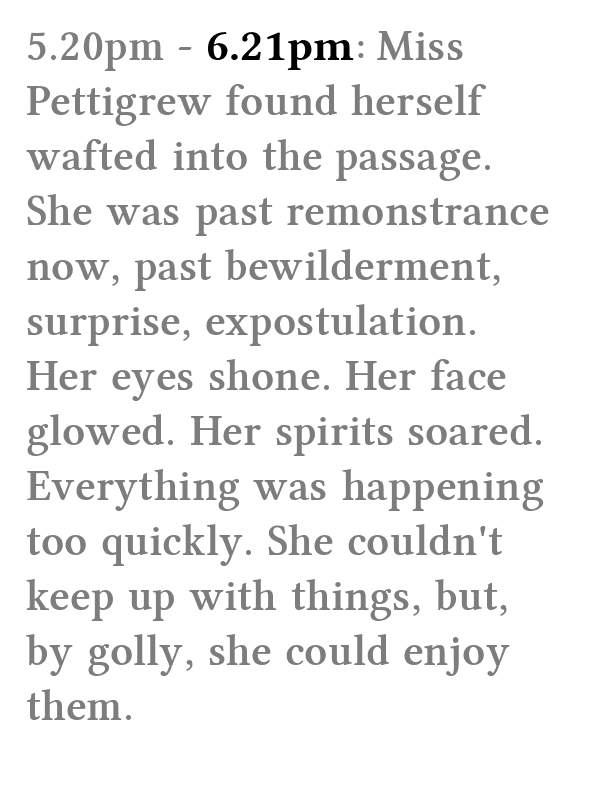 5.20pm - 6.21pm: Miss
Pettigrew found herself
wafted into the passage.
She was past remonstrance
now, past bewilderment,
surprise, expostulation.
Her eyes shone. Her face
glowed. Her spirits soared.
Everything was happening
too quickly. She couldn't
keep up with things, but,
by golly, she could enjoy
them.